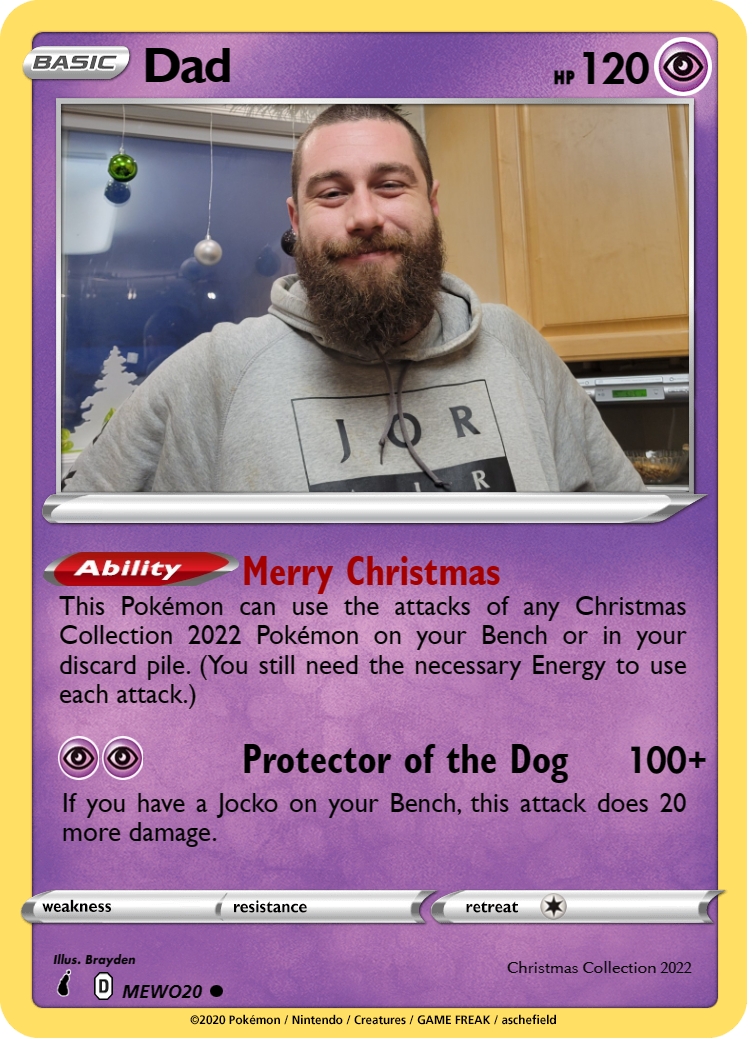 BASIC Dad HP 120
J O R
R
Ability Merry Christmas
This Pokémon can use the attacks of any Christmas
Collection 2022 Pokémon on your Bench or in your
discard pile. (You still need the necessary Energy to use
each attack.)
Protector of the Dog 100+
If you have a Jocko on your Bench, this attack does 20
more damage.
weakness resistance retreat
Illus. Brayden
Christmas Collection 2022
D MEWO20
©2020 Pokémon / Nintendo / Creatures / GAME FREAK / aschefield